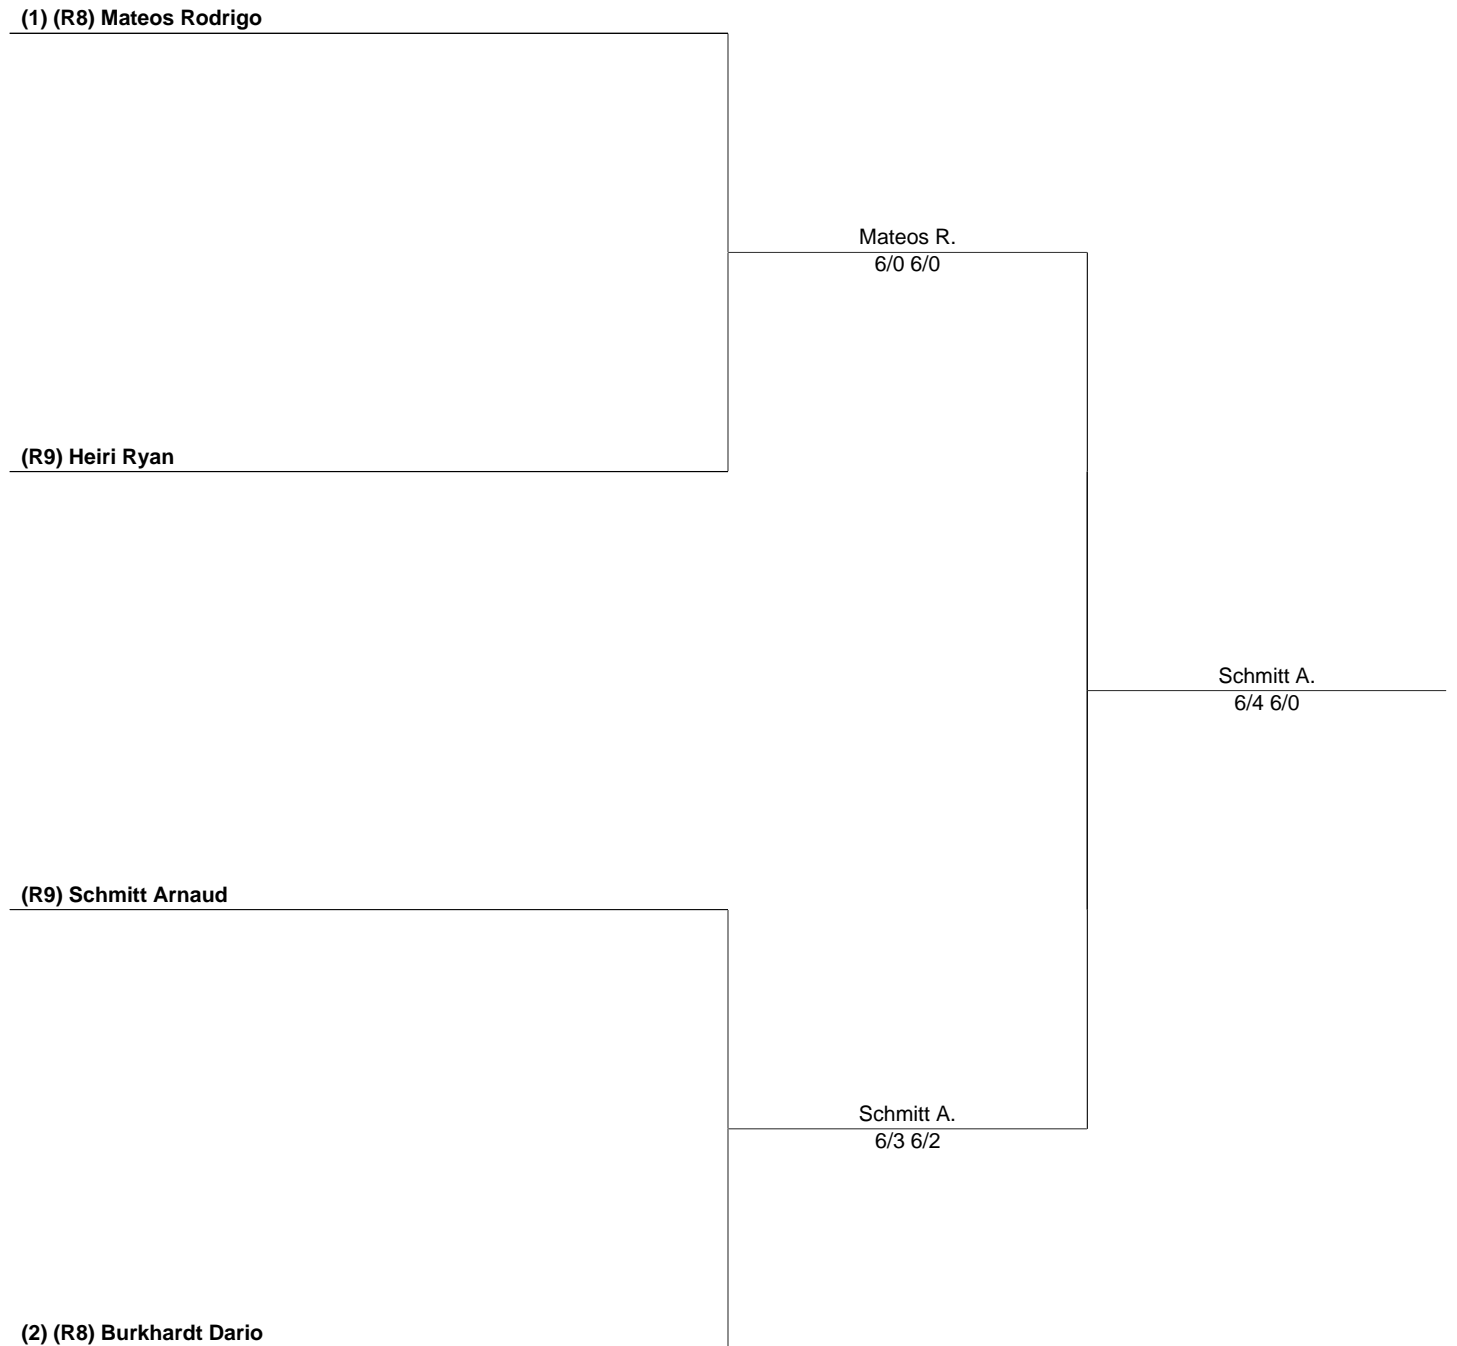 (1) (R8) Mateos Rodrigo
Mateos R.
6/0 6/0
(R9) Heiri Ryan
Schmitt A.
6/4 6/0
(R9) Schmitt Arnaud
Schmitt A.
6/3 6/2
(2) (R8) Burkhardt Dario